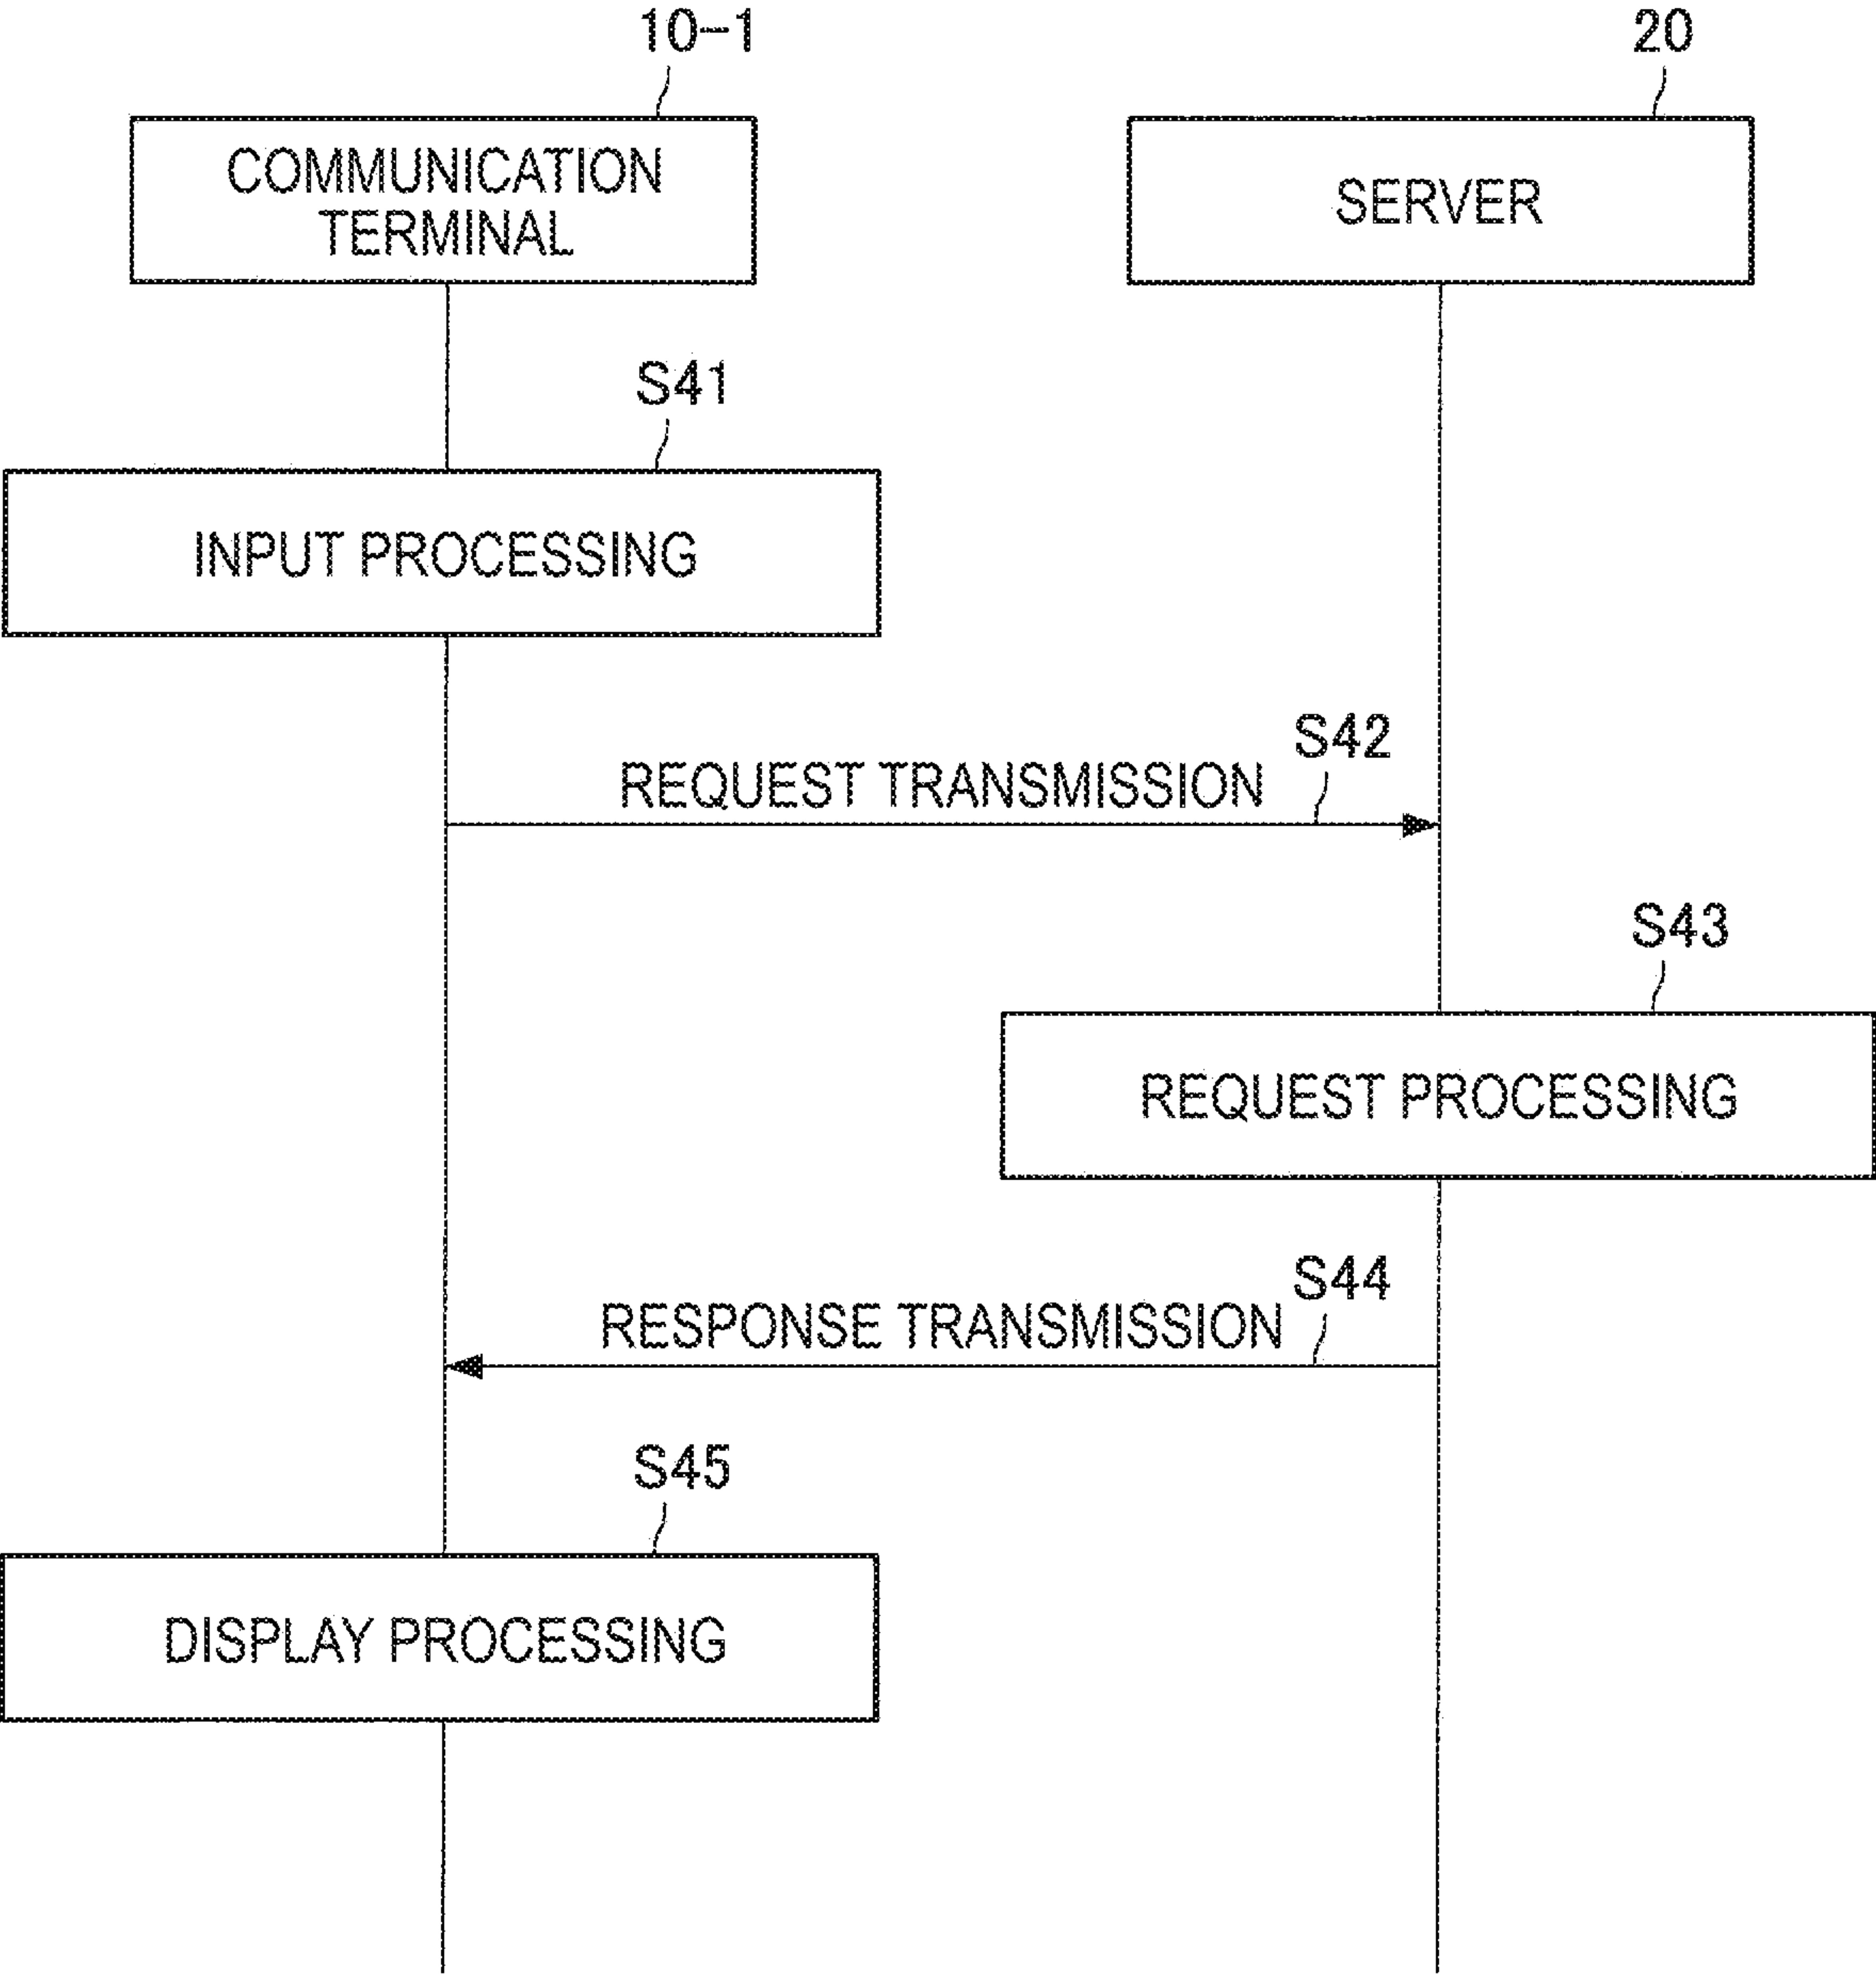 10-1
20
COMMUNICATION
TERMINAL
SERVER
S41
INPUT PROCESSING
S42
REQUEST TRANSMISSION
S43
REQUEST PROCESSING
S44
RESPONSE TRANSMISSION
S45
DISPLAY PROCESSING